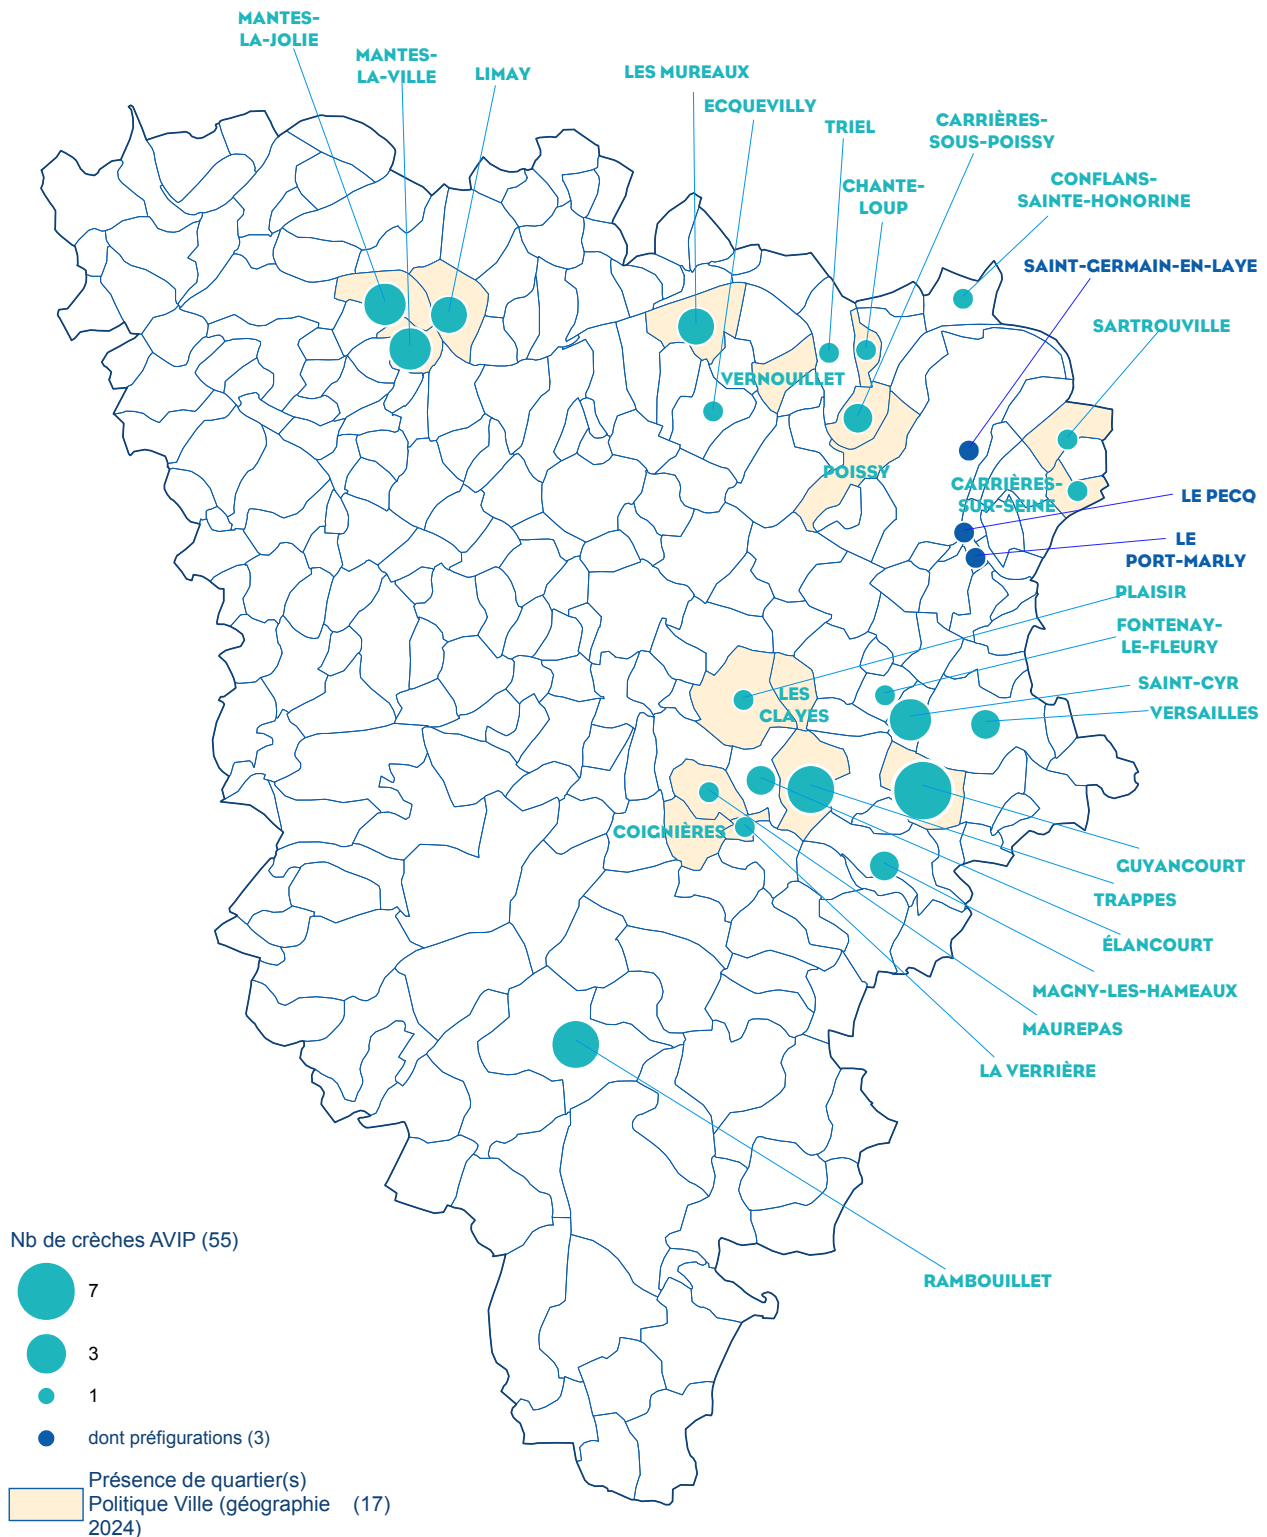 MANTES-
LA-JOLIE
MANTES-
LA-VILLE
LIMAY
LES MUREAUX
ECQUEVILLY
TRIEL
CARRIÈRES-
SOUS-POISSY
CHANTE-
LOUP
CONFLANS-
SAINTE-HONORINE
SAINT-GERMAIN-EN-LAYE
SARTROUVILLE
VERNOUILLET
POISSY
CARRIÈRES-
SUR-SEINE
LE PECQ
LE
PORT-MARLY
PLAISIR
FONTENAY-
LE-FLEURY
SAINT-CYR
LES
CLAYES
VERSAILLES
COIGNIÈRES
GUYANCOURT
TRAPPES
ÉLANCOURT
MAGNY-LES-HAMEAUX
MAUREPAS
LA VERRIÈRE
RAMBOUILLET
Nb de crèches AVIP (55)
7
3
1
dont préfigurations (3)
Présence de quartier(s)
Politique Ville (géographie (17)
2024)